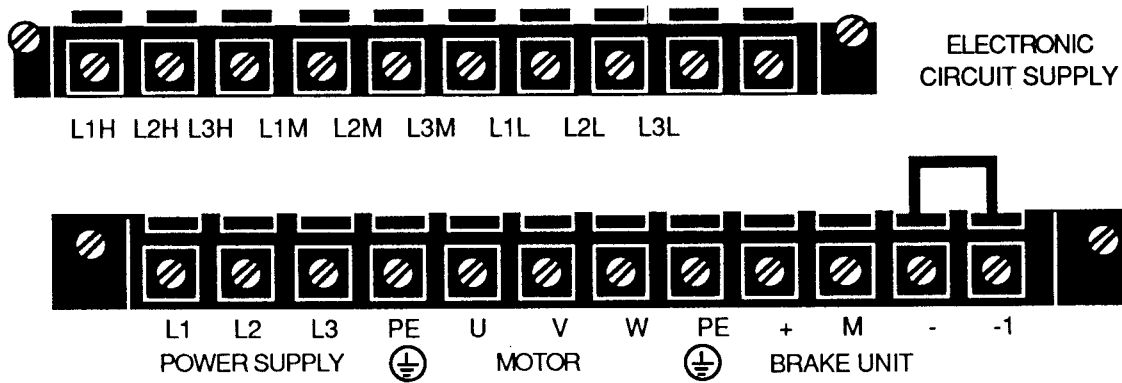 ELECTRONIC
CIRCUIT SUPPLY
L1H L2H L3H L1M L2M L3M L1L L2L L3L
L1 L2 L3 PE U V W PE + M - -1
POWER SUPPLY MOTOR BRAKE UNIT